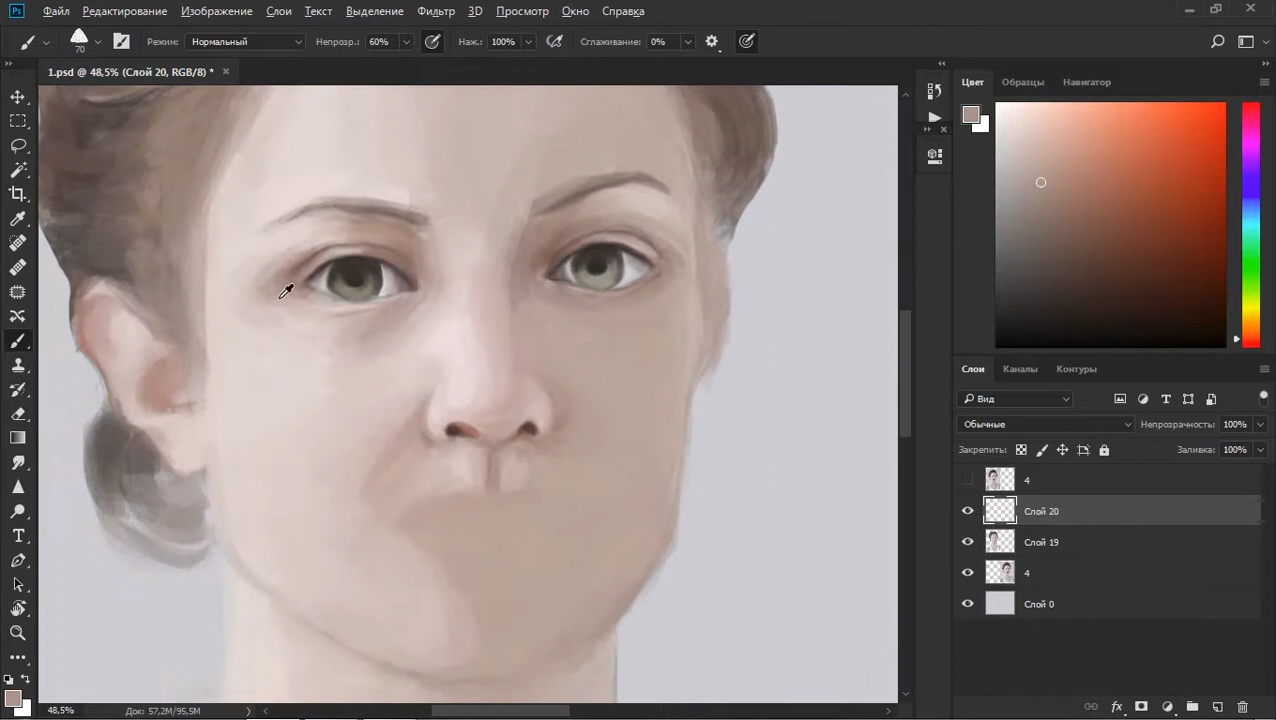 Ps Файл Редактирование Изображение Слои Текст Выделение Фильтр 3D Просмотр Окно Справка
70 Режим: Нормальный Непрозр.: 60% Наж.: 100% Сглаживание: 0%
1.psd @ 48,5% (Слой 20, RGB/8) *
Цвет Образцы Навигатор
Слои Каналы Контуры
Вид
Обычные Непрозрачность: 100%
Закрепить: Заливка: 100%
4
Слой 20
Слой 19
4
Слой 0
48,5% Док: 57,2M/95,5M